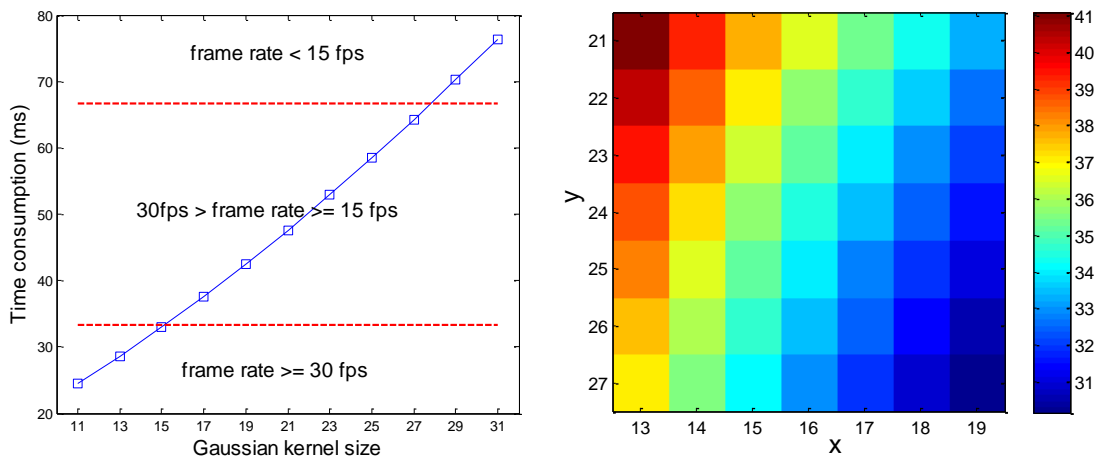 80
70
60
50
40
30
20
Time consumption (ms)
frame rate < 15 fps
30fps > frame rate >= 15 fps
frame rate >= 30 fps
11 13 15 17 19 21 23 25 27 29 31
Gaussian kernel size
21
22
23
24
25
26
27
y
13 14 15 16 17 18 19
x
41
40
39
38
37
36
35
34
33
32
31